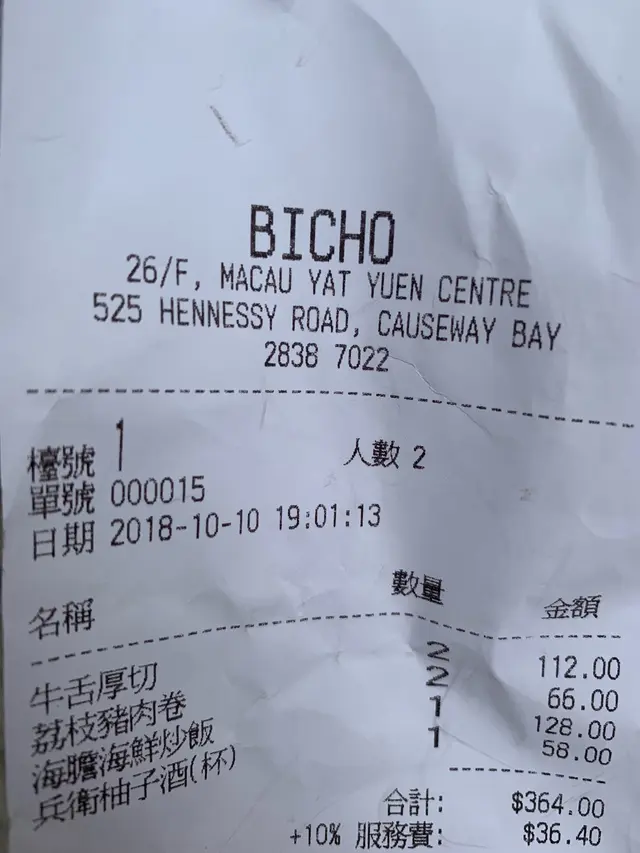 BICHO
26/F, MACAU YAT YUEN CENTRE
525 HENNESSY ROAD, CAUSEWAY BAY
2838 7022
檯號 1 人數 2
單號 000015
日期 2018-10-10 19:01:13
名稱 數量 金額
牛舌厚切 2 112.00
荔枝豬肉卷 2 66.00
海膽海鮮炒飯 1 128.00
兵衛柚子酒(杯) 1 58.00
合計: $364.00
+10% 服務費: $36.40